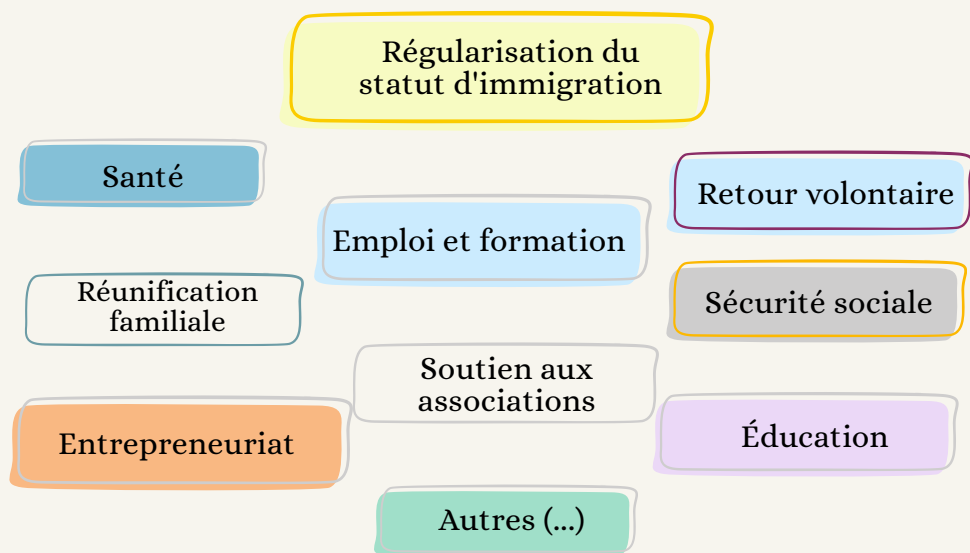 Régularisation du
statut d'immigration
Santé
Retour volontaire
Emploi et formation
Réunification
familiale
Sécurité sociale
Soutien aux
associations
Entrepreneuriat
Éducation
Autres (...)